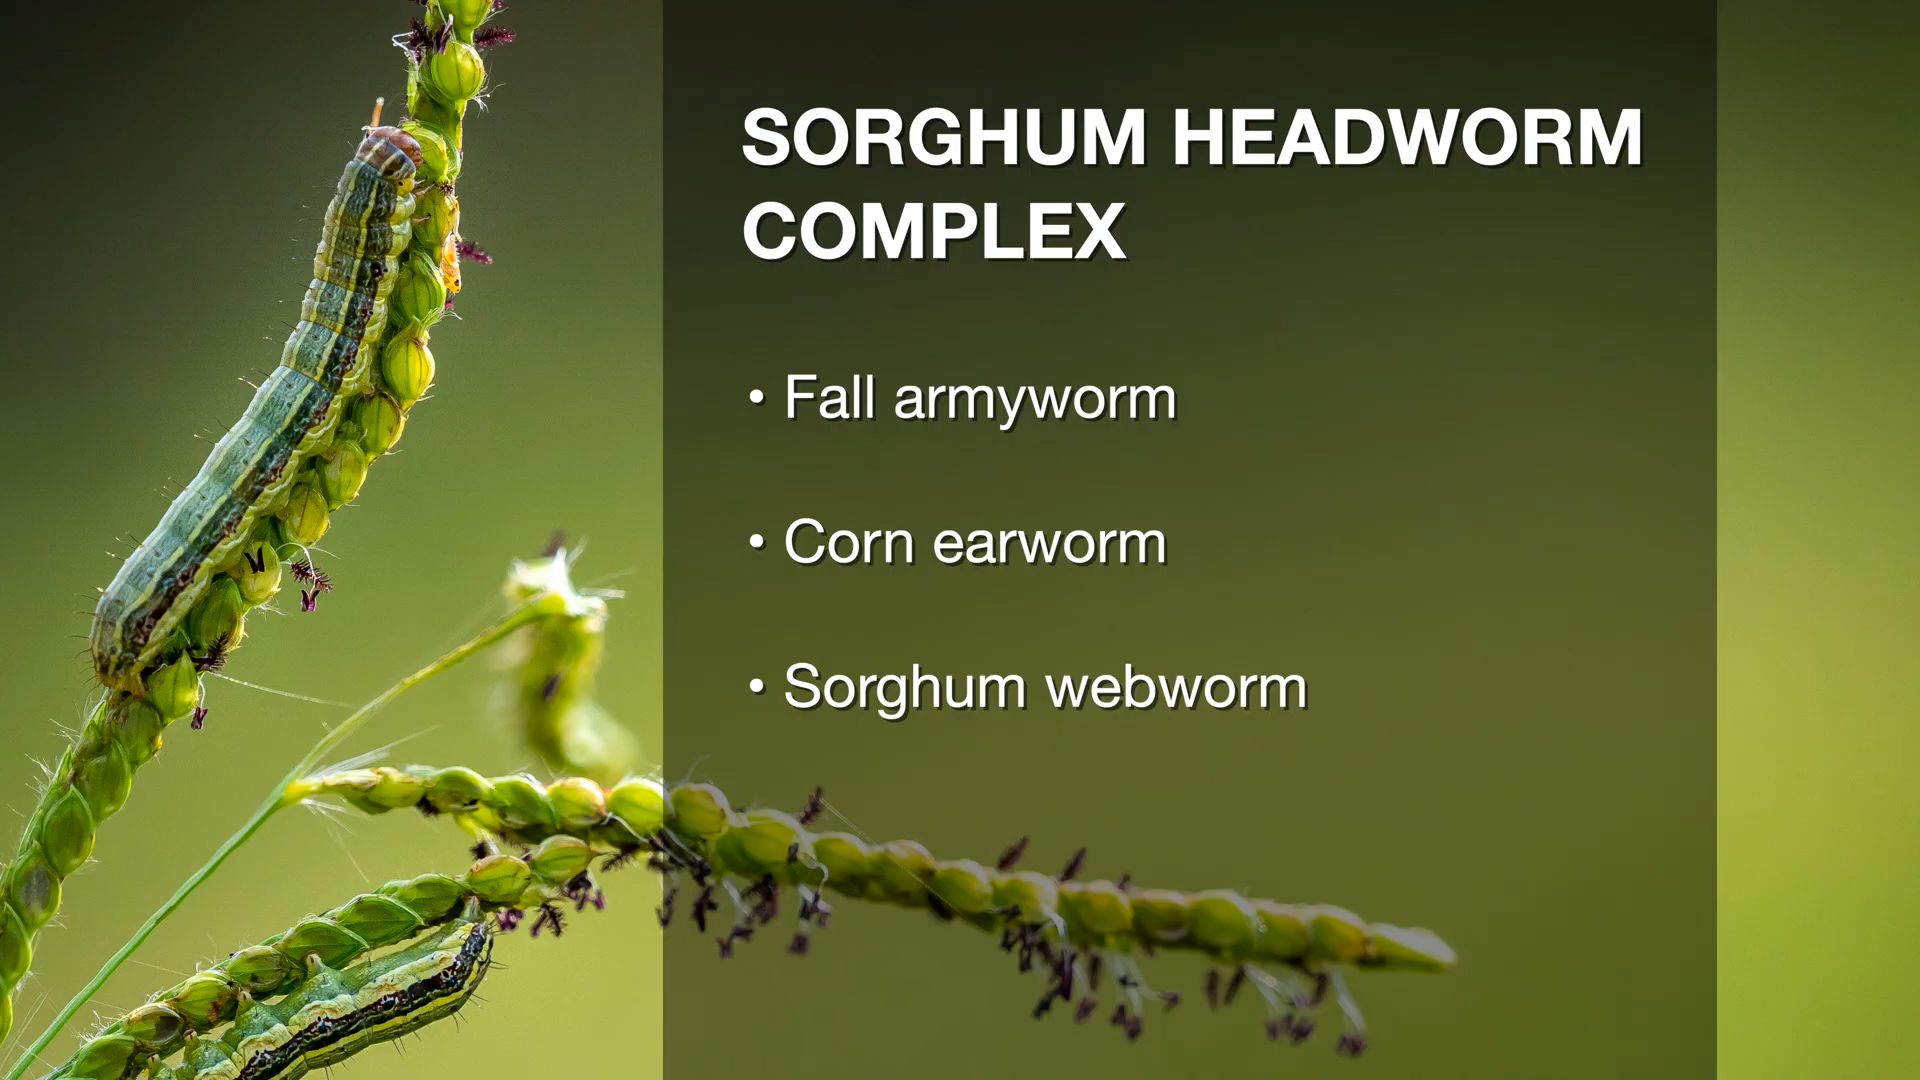 SORGHUM HEADWORM
COMPLEX
• Fall armyworm
• Corn earworm
• Sorghum webworm